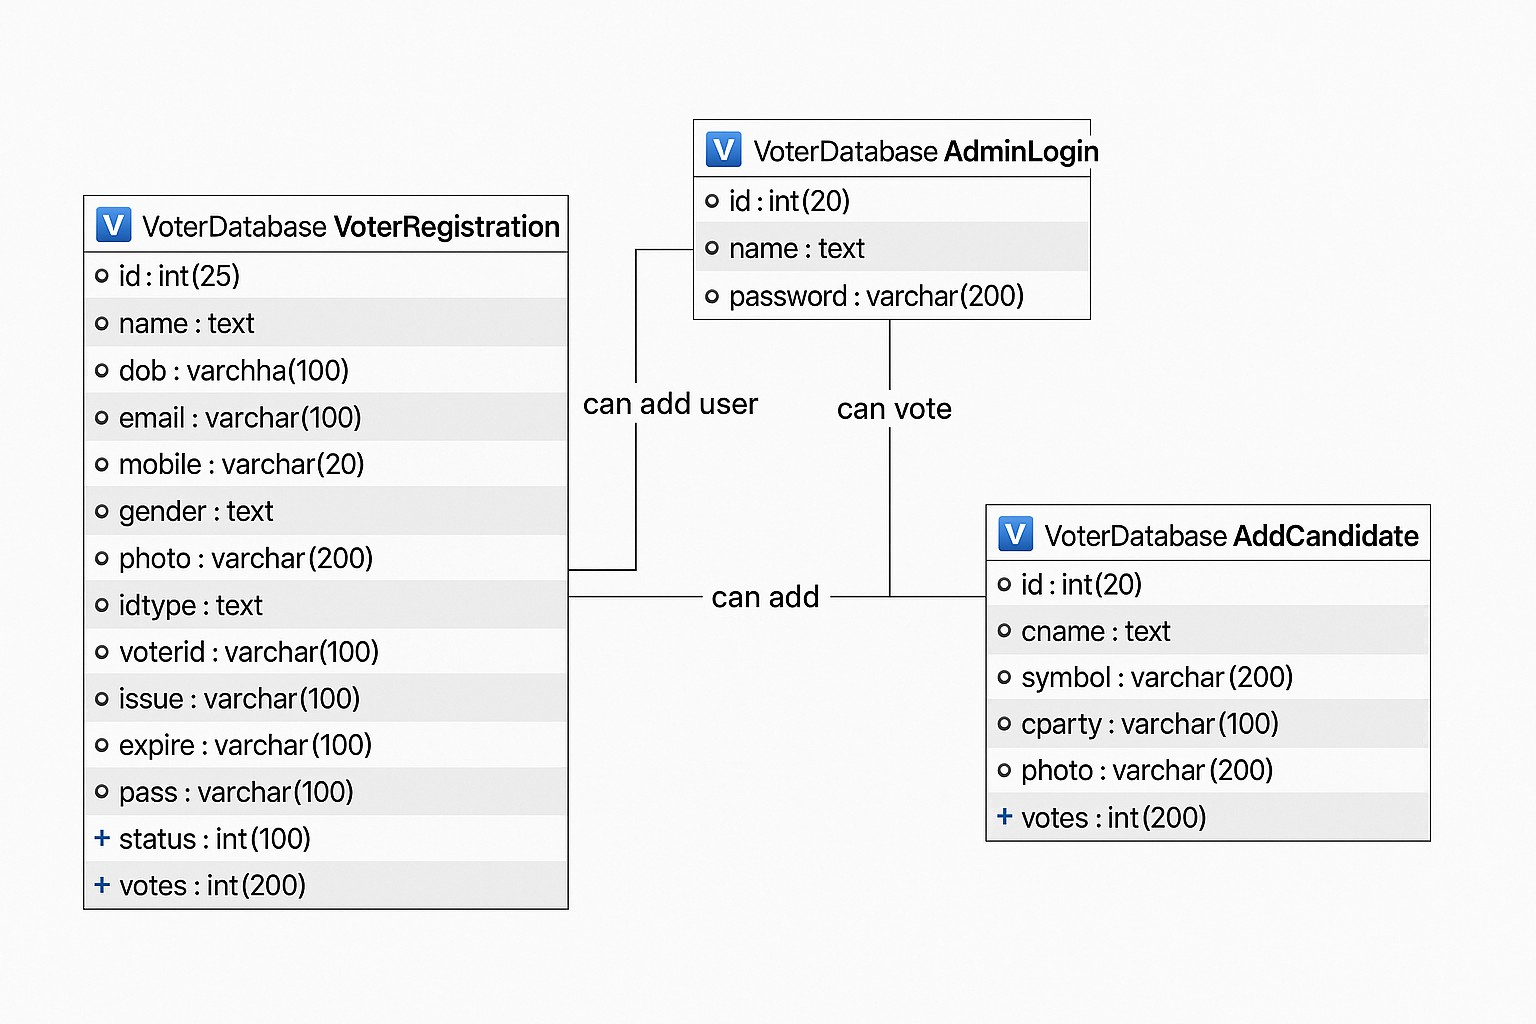 V VoterDatabase AdminLogin
id : int(20)
name : text
password : varchar(200)
V VoterDatabase VoterRegistration
id : int(25)
name : text
dob : varchha(100)
email : varchar(100)
mobile : varchar(20)
gender : text
photo : varchar(200)
idtype : text
voterid : varchar(100)
issue : varchar(100)
expire : varchar(100)
pass : varchar(100)
+ status : int(100)
+ votes : int(200)
can add user
can vote
can add
V VoterDatabase AddCandidate
id : int(20)
cname : text
symbol : varchar(200)
cparty : varchar(100)
photo : varchar(200)
+ votes : int(200)